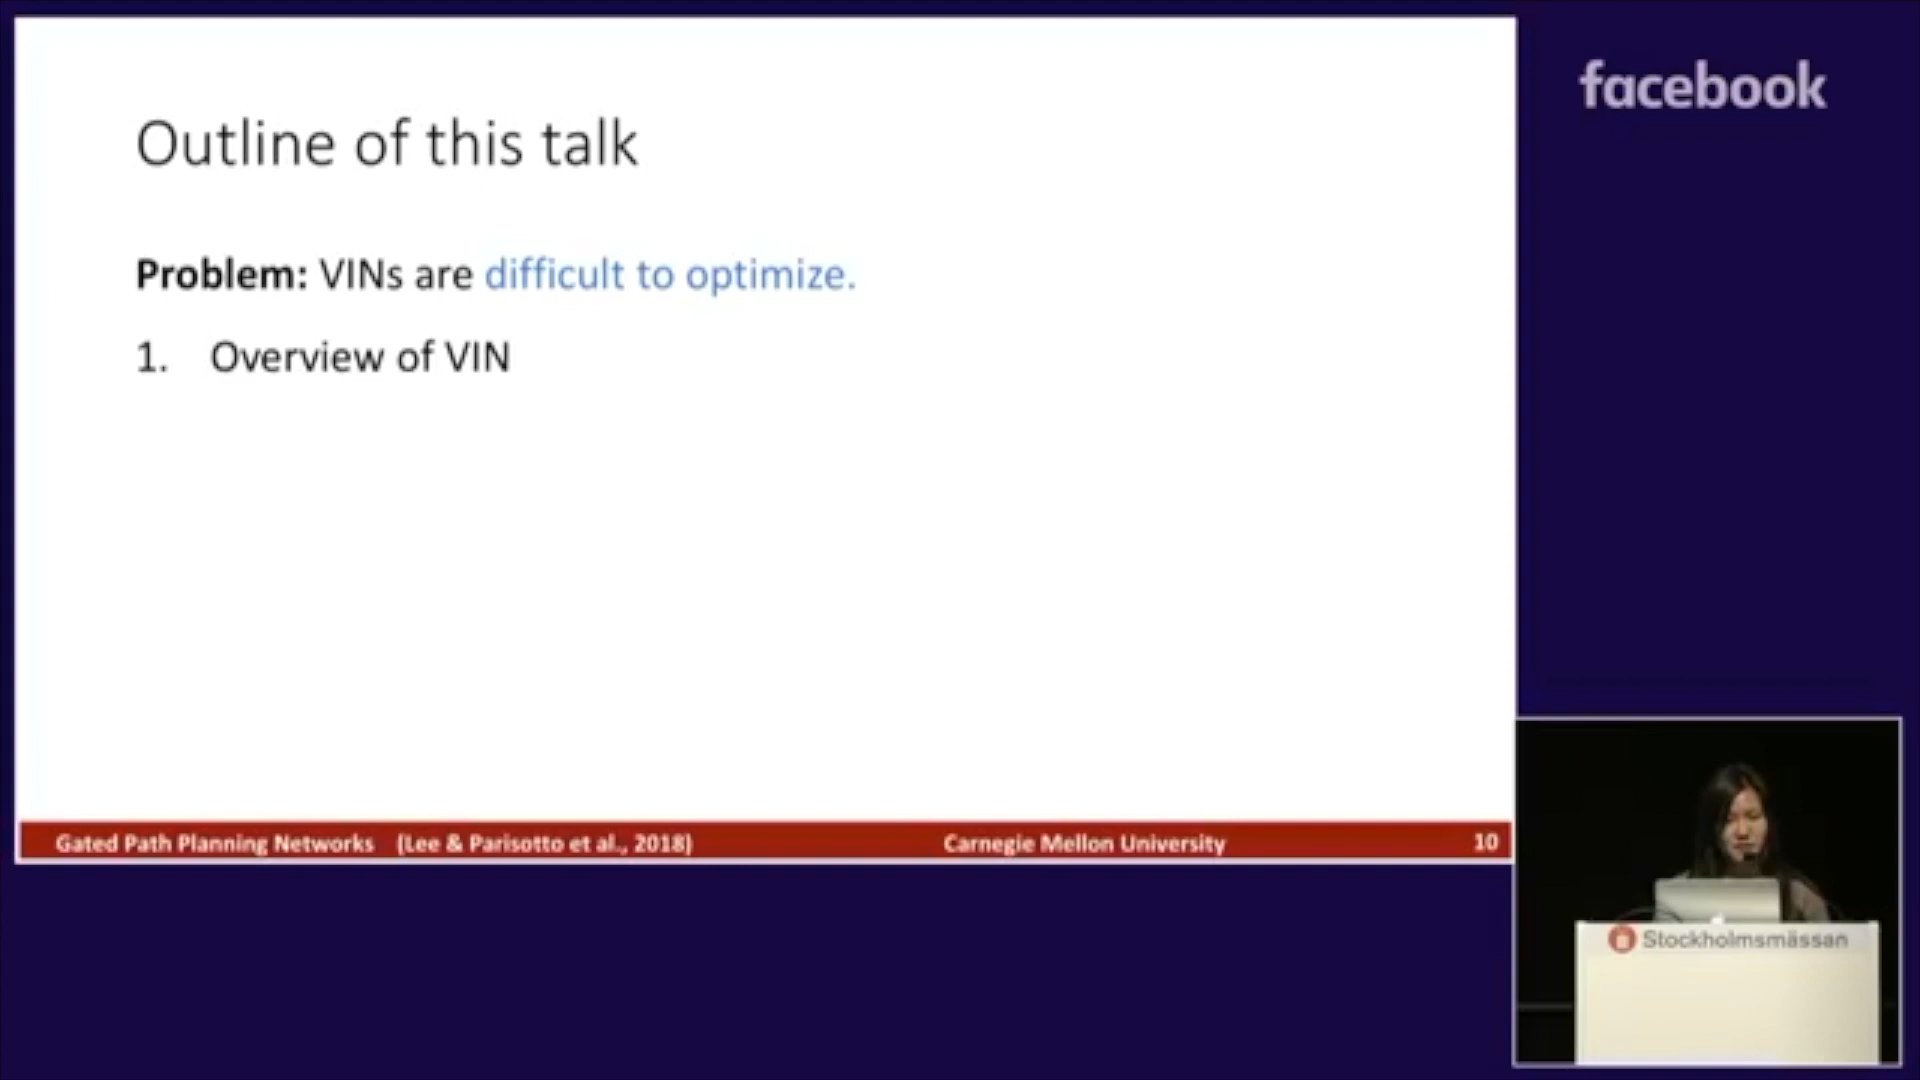 Outline of this talk
Problem: VINs are difficult to optimize.
1. Overview of VIN
Gated Path Planning Networks (Lee & Parisotto et al., 2018) Carnegie Mellon University 10
facebook
Stockholmsmässan